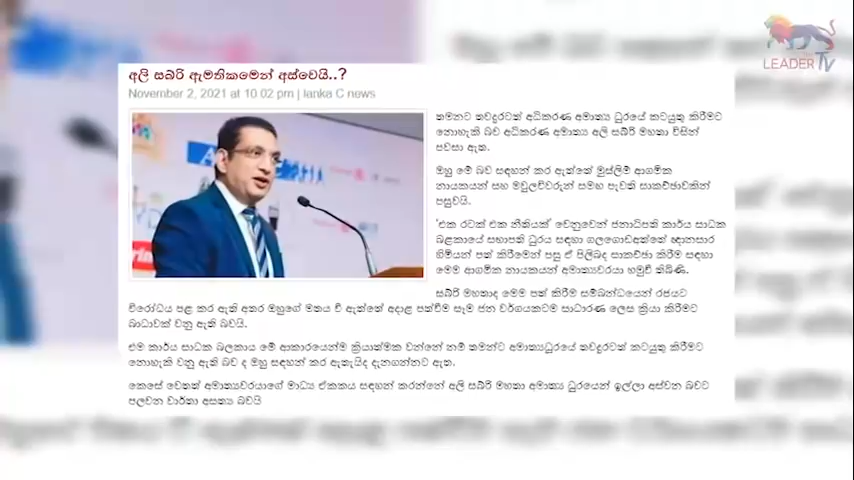 LEADER TV
අලි සබ්රි ඇමතිකමෙන් අස්වෙයි..?
November 2, 2021 at 10.02 pm | lanka C news
තමනට තවදුරටත් අධිකරණ අමාත්‍ය ධුරයේ කටයුතු කිරීමට
නොහැකි බව අධිකරණ අමාත්‍ය අලි සබ්රි මහතා විසින්
පවසා ඇත.
ඔහු මේ බව සඳහන් කර ඇත්තේ මුස්ලිම් ආගමික
නායකයන් සහ මවුලවිවරුන් සමඟ පැවති සාකච්ඡාවකින්
පසුවයි.
'එක රටක් එක නීතියක්' වෙනුවෙන් ජනාධිපති කාර්ය සාධක
බළකායේ සභාපති ධුරය සඳහා ගලගොඩඅත්තේ ඥානසාර
හිමියන් පත් කිරීමෙන් පසු ඒ පිලිබද සාකච්ඡා කිරීම සඳහා
මෙම ආගමික නායකයන් අමාත්‍යවරයා හමුවී තිබිණි.
සබ්රි මහතාද මෙම පත් කිරීම සම්බන්ධයෙන් රජයට
විරෝධය පළ කර ඇති අතර ඔහුගේ මතය වී ඇත්තේ අදාළ පත්වීම සෑම ජන වර්ගයකටම සාධාරණ ලෙස ක්‍රියා කිරීමට
බාධාවක් වනු ඇති බවයි.
එම කාර්ය සාධක බලකාය මේ ආකාරයෙන්ම ක්‍රියාත්මක වන්නේ නම් තමන්ට අමාත්‍යධුරයේ තවදුරටත් කටයුතු කිරීමට
නොහැකි වනු ඇති බව ද ඔහු සඳහන් කර ඇතැයිද දැනගන්නට ඇත.
කෙසේ වෙතත් අමාත්‍යවරයාගේ මාධ්‍ය ඒකකය සඳහන් කරන්නේ අලි සබ්රි මහතා අමාත්‍ය ධුරයෙන් ඉල්ලා අස්වන බවට
පලවන වාර්තා අසත්‍ය බවයි